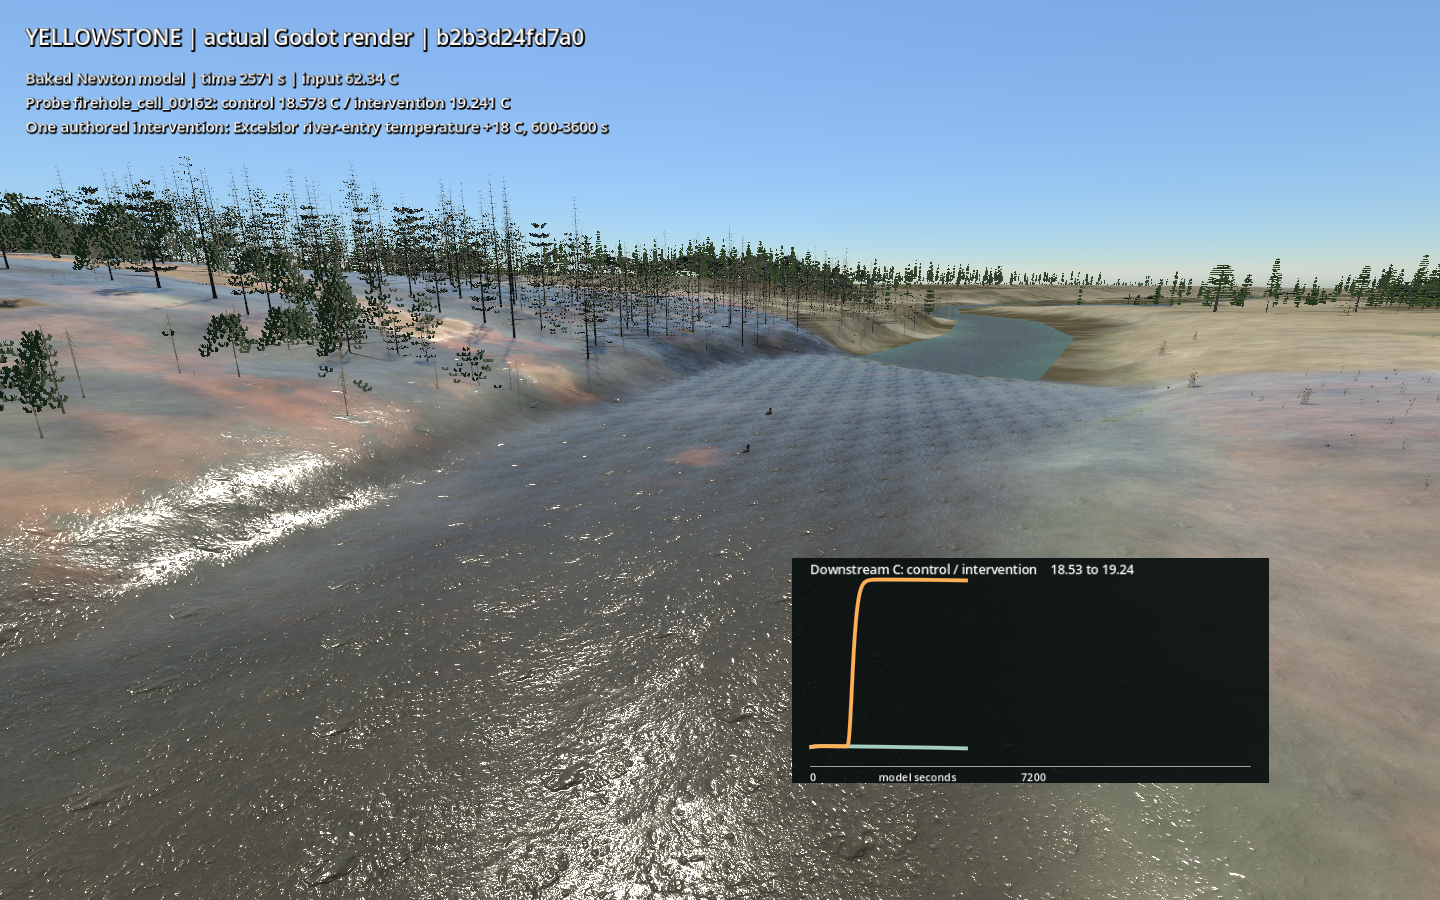 YELLOWSTONE | actual Godot render | b2b3d24fd7a0
Baked Newton model | time 2571 s | input 62.34 C
Probe firehole_cell_00162: control 18.578 C / intervention 19.241 C
One authored intervention: Excelsior river-entry temperature +18 C, 600-3600 s
Downstream C: control / intervention 18.53 to 19.24
0 model seconds 7200